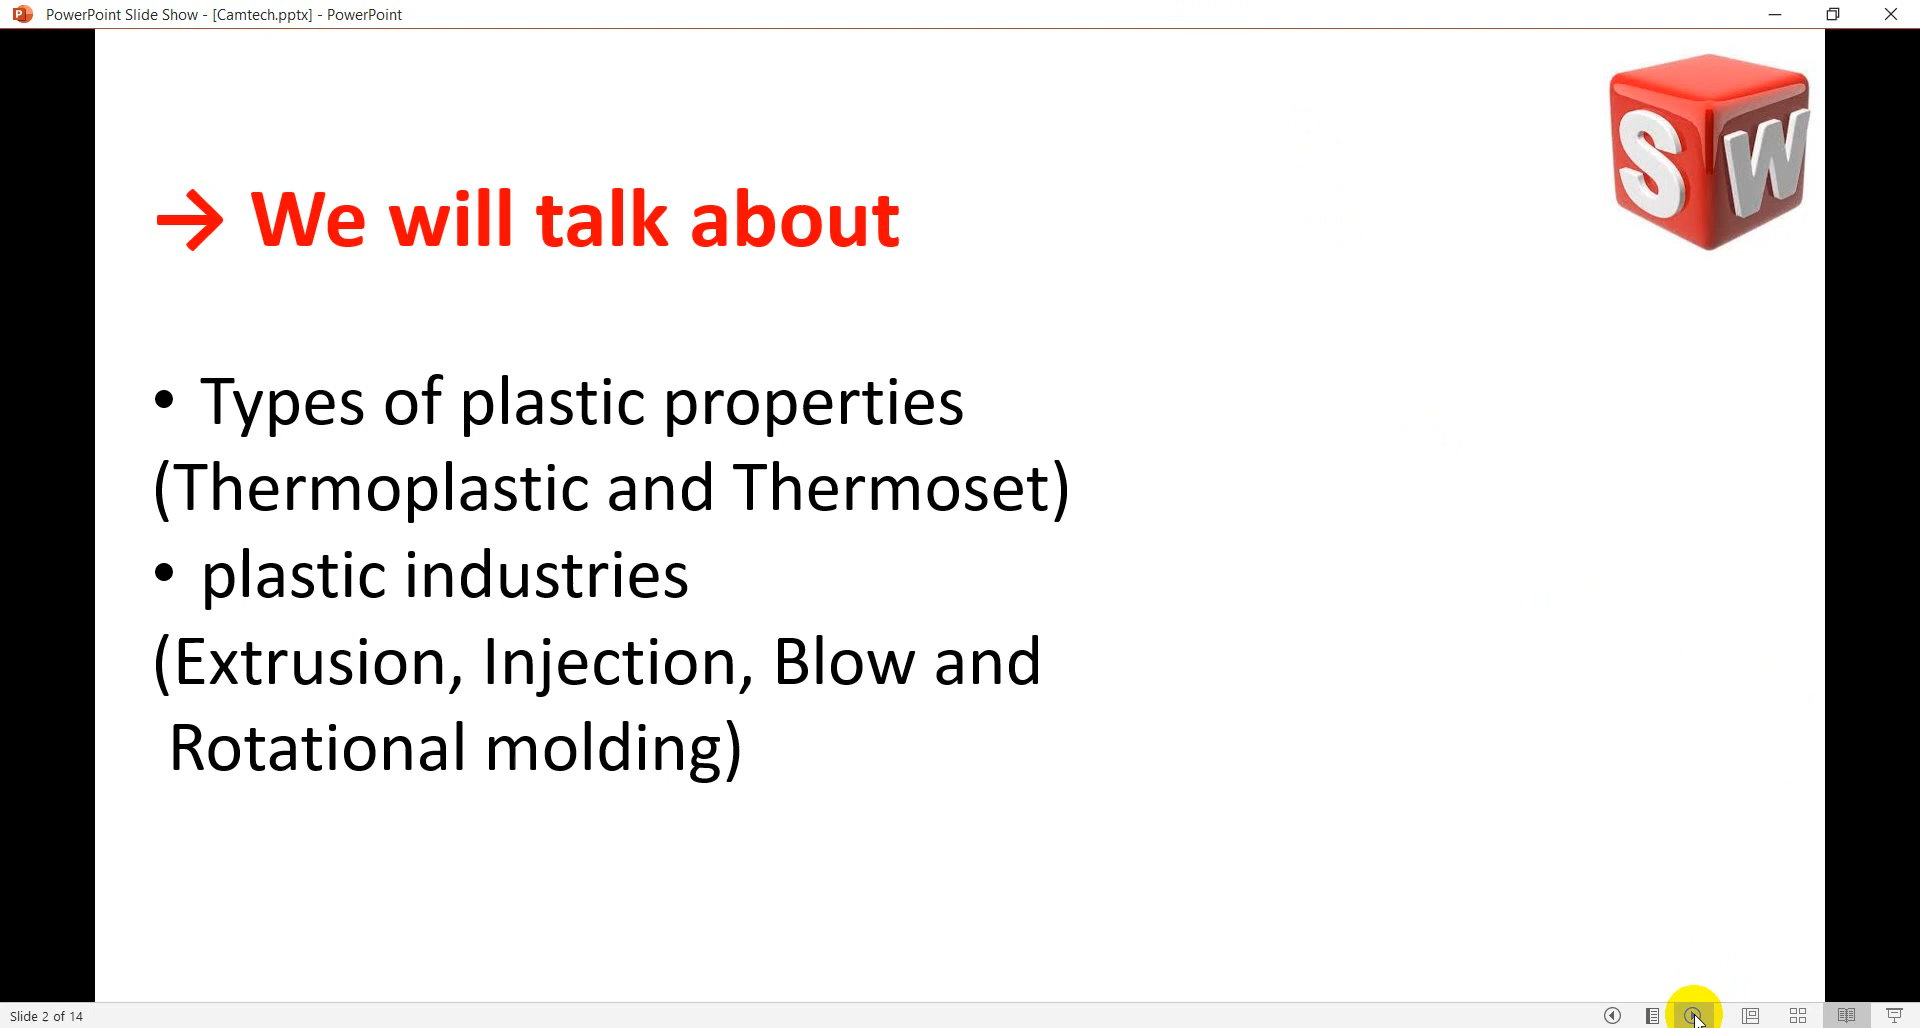 PowerPoint Slide Show - [Camtech.pptx] - PowerPoint
SW
→ We will talk about
• Types of plastic properties
(Thermoplastic and Thermoset)
• plastic industries
(Extrusion, Injection, Blow and
Rotational molding)
Slide 2 of 14